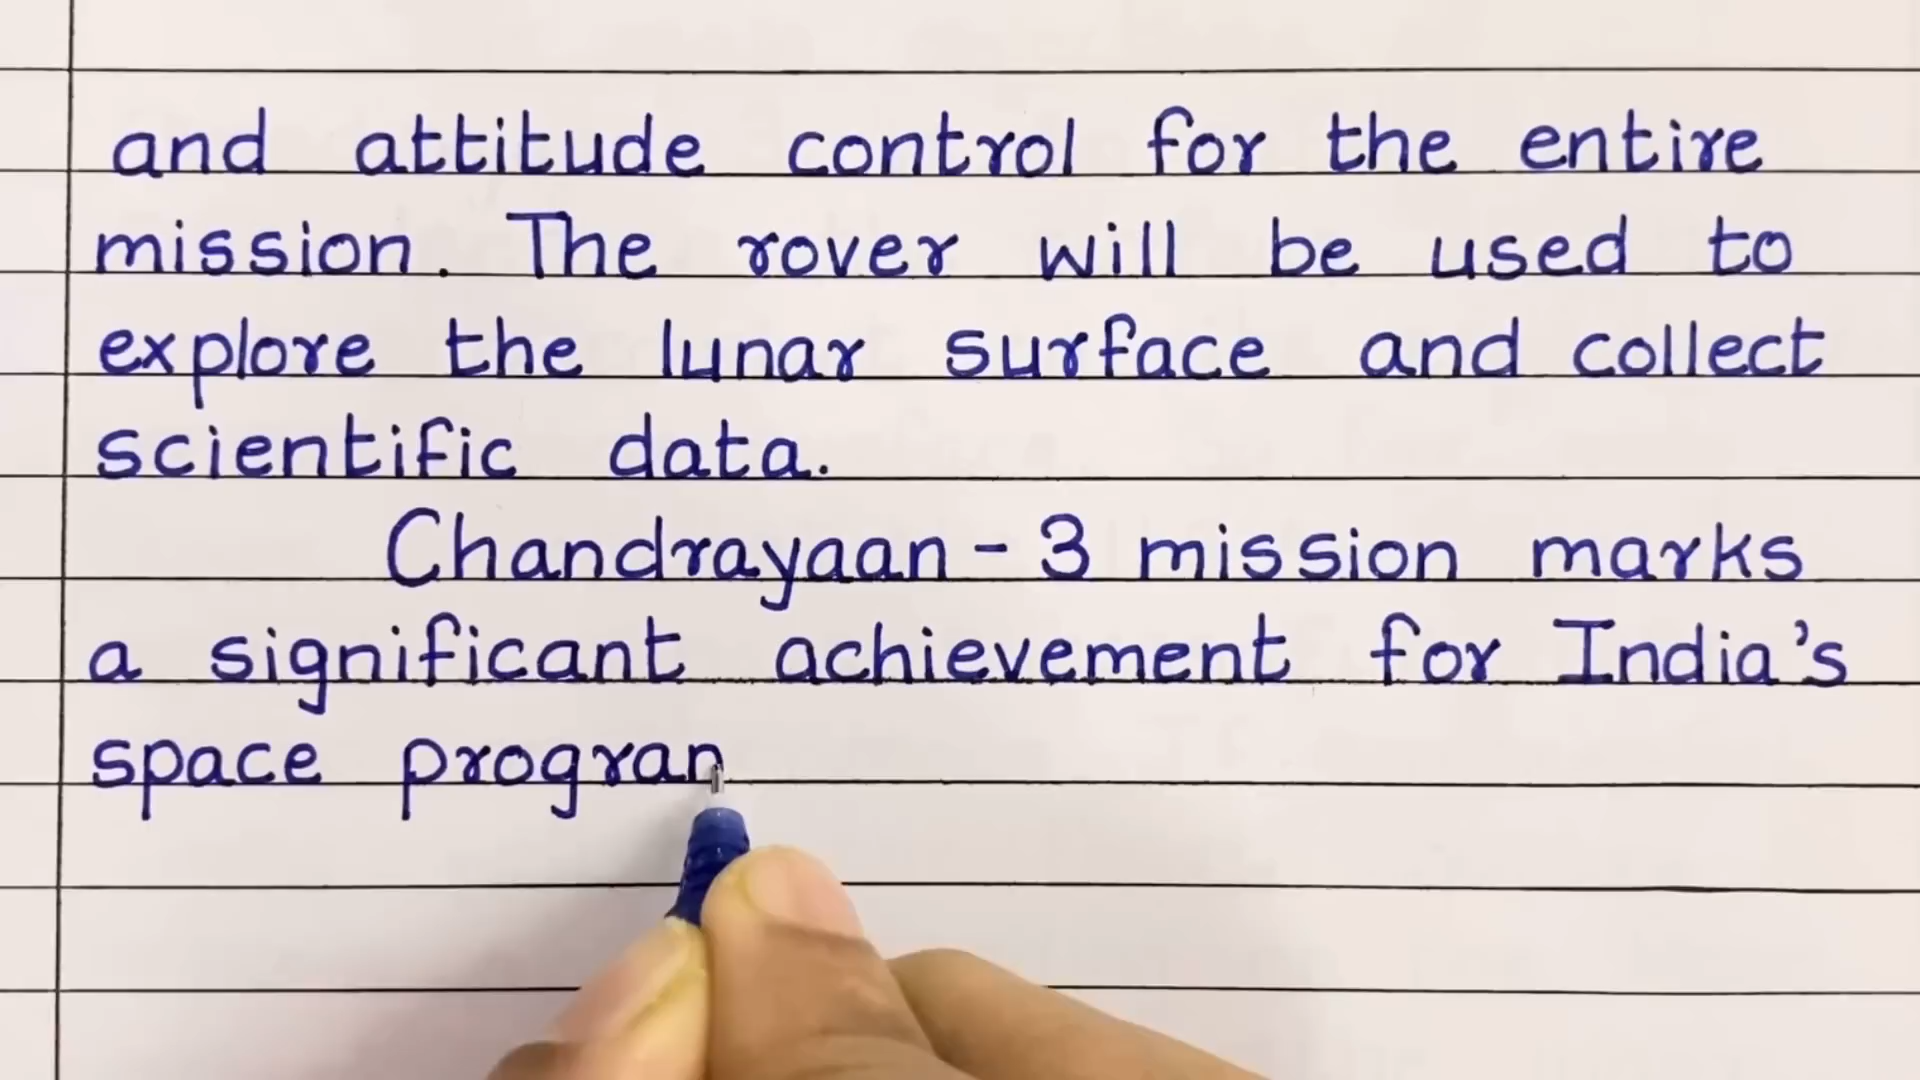 and attitude control for the entire
mission. The rover will be used to
explore the lunar surface and collect
scientific data.
Chandrayaan - 3 mission marks
a significant achievement for India's
space progran